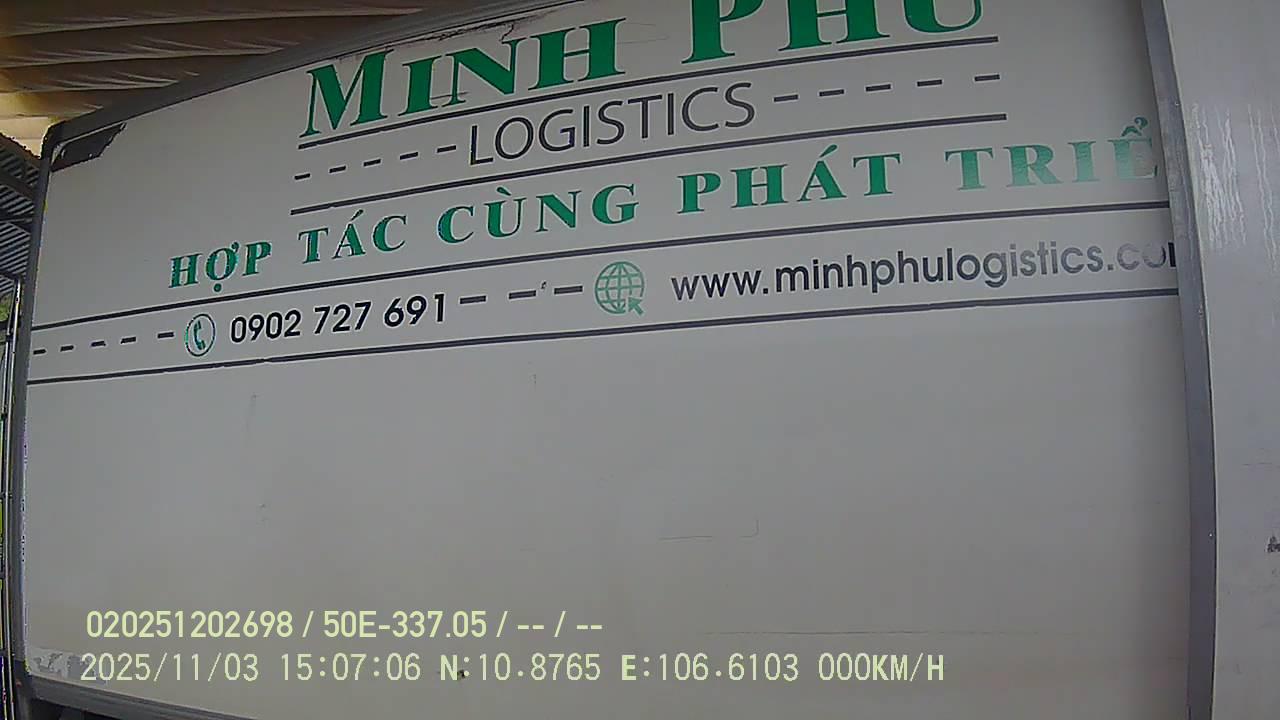 MINH PHÚ
LOGISTICS
HỢP TÁC CÙNG PHÁT TRIỂ
0902 727 691
www.minhphulogistics.co
020251202698 / 50E-337.05 / -- / --
2025/11/03 15:07:06 N:10.8765 E:106.6103 000KM/H